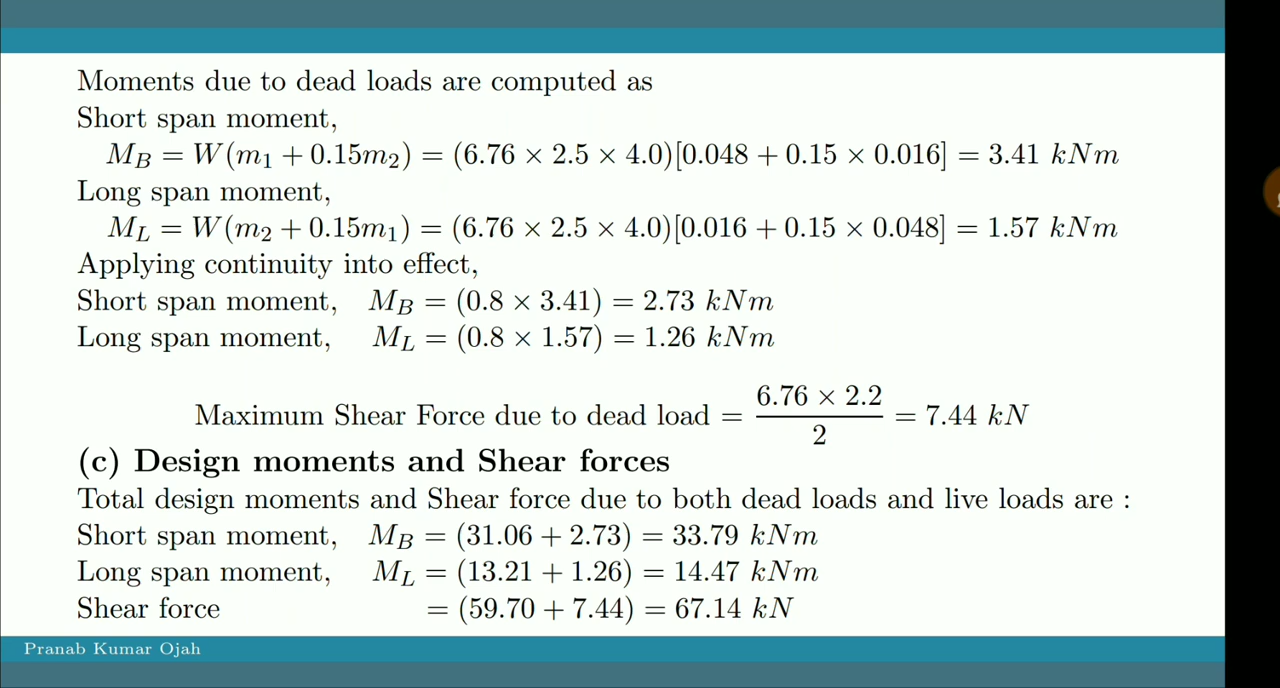 Moments due to dead loads are computed as
Short span moment,
M_B = W(m_1 + 0.15m_2) = (6.76 × 2.5 × 4.0)[0.048 + 0.15 × 0.016] = 3.41 kNm
Long span moment,
M_L = W(m_2 + 0.15m_1) = (6.76 × 2.5 × 4.0)[0.016 + 0.15 × 0.048] = 1.57 kNm
Applying continuity into effect,
Short span moment, M_B = (0.8 × 3.41) = 2.73 kNm
Long span moment, M_L = (0.8 × 1.57) = 1.26 kNm
Maximum Shear Force due to dead load = \frac{6.76 × 2.2}{2} = 7.44 kN
(c) Design moments and Shear forces
Total design moments and Shear force due to both dead loads and live loads are :
Short span moment, M_B = (31.06 + 2.73) = 33.79 kNm
Long span moment, M_L = (13.21 + 1.26) = 14.47 kNm
Shear force = (59.70 + 7.44) = 67.14 kN
Pranab Kumar Ojah